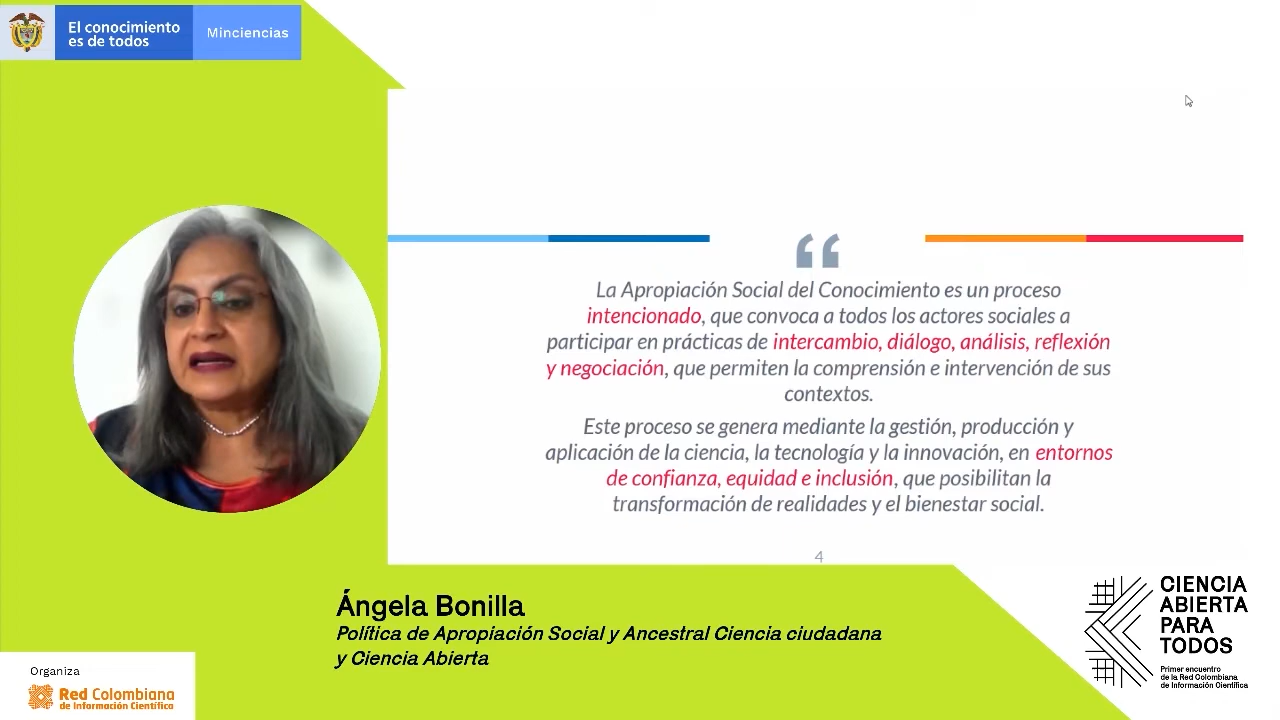 El conocimiento
es de todos
Minciencias
“
La Apropiación Social del Conocimiento es un proceso
intencionado, que convoca a todos los actores sociales a
participar en prácticas de intercambio, diálogo, análisis, reflexión
y negociación, que permiten la comprensión e intervención de sus
contextos.
Este proceso se genera mediante la gestión, producción y
aplicación de la ciencia, la tecnología y la innovación, en entornos
de confianza, equidad e inclusión, que posibilitan la
transformación de realidades y el bienestar social.
4
Ángela Bonilla
Política de Apropiación Social y Ancestral Ciencia ciudadana
y Ciencia Abierta
CIENCIA
ABIERTA
PARA
TODOS
Primer encuentro
de la Red Colombiana
de Información Científica
Organiza
Red Colombiana
de Información Científica